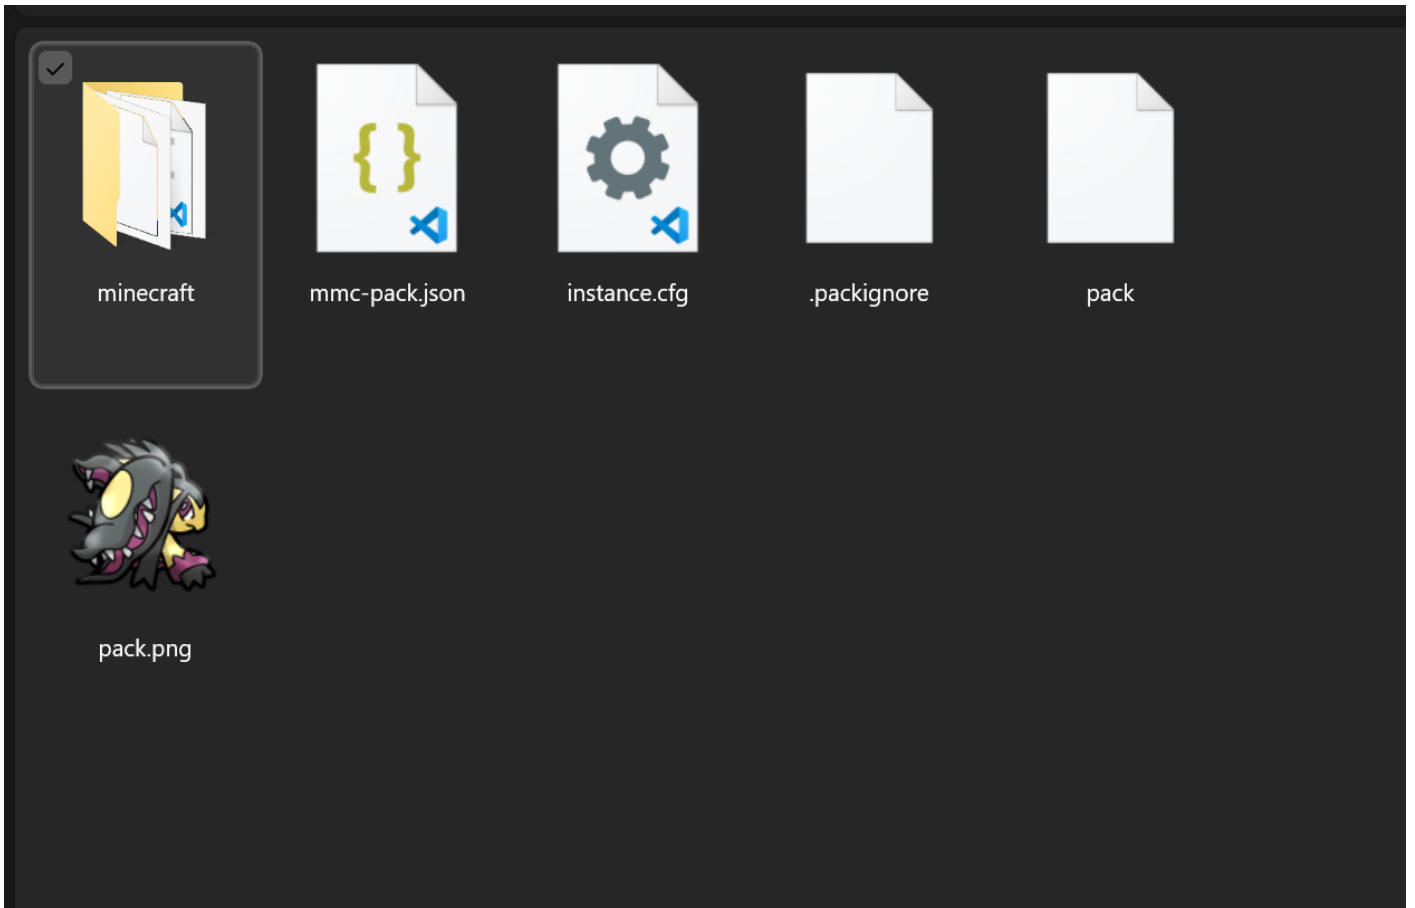 minecraft
mmc-pack.json
instance.cfg
.packignore
pack
pack.png